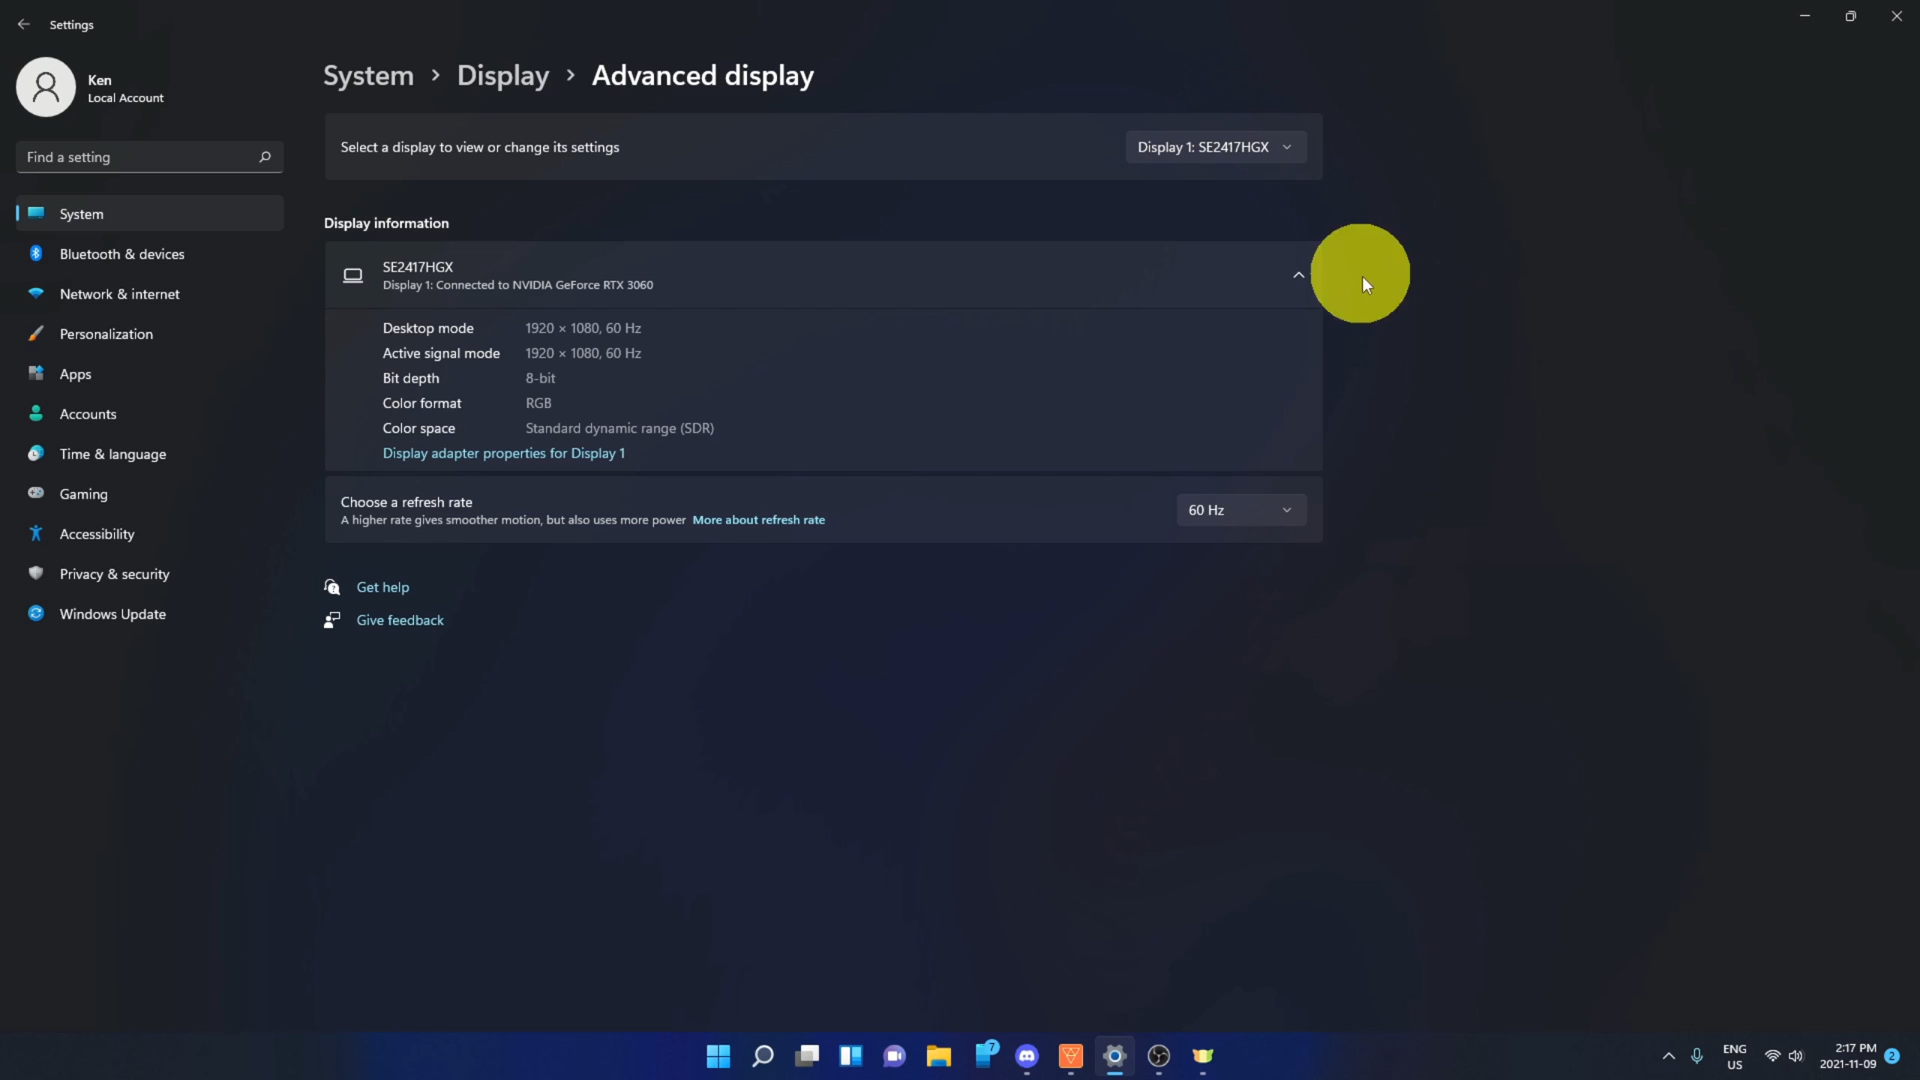 Settings
Ken
Local Account
Find a setting
System
Bluetooth & devices
Network & internet
Personalization
Apps
Accounts
Time & language
Gaming
Accessibility
Privacy & security
Windows Update
System > Display > Advanced display
Select a display to view or change its settings
Display 1: SE2417HGX
Display information
SE2417HGX
Display 1: Connected to NVIDIA GeForce RTX 3060
Desktop mode 1920 × 1080, 60 Hz
Active signal mode 1920 × 1080, 60 Hz
Bit depth 8-bit
Color format RGB
Color space Standard dynamic range (SDR)
Display adapter properties for Display 1
Choose a refresh rate
A higher rate gives smoother motion, but also uses more power More about refresh rate
60 Hz
Get help
Give feedback
7
ENG
US
2:17 PM
2021-11-09
2